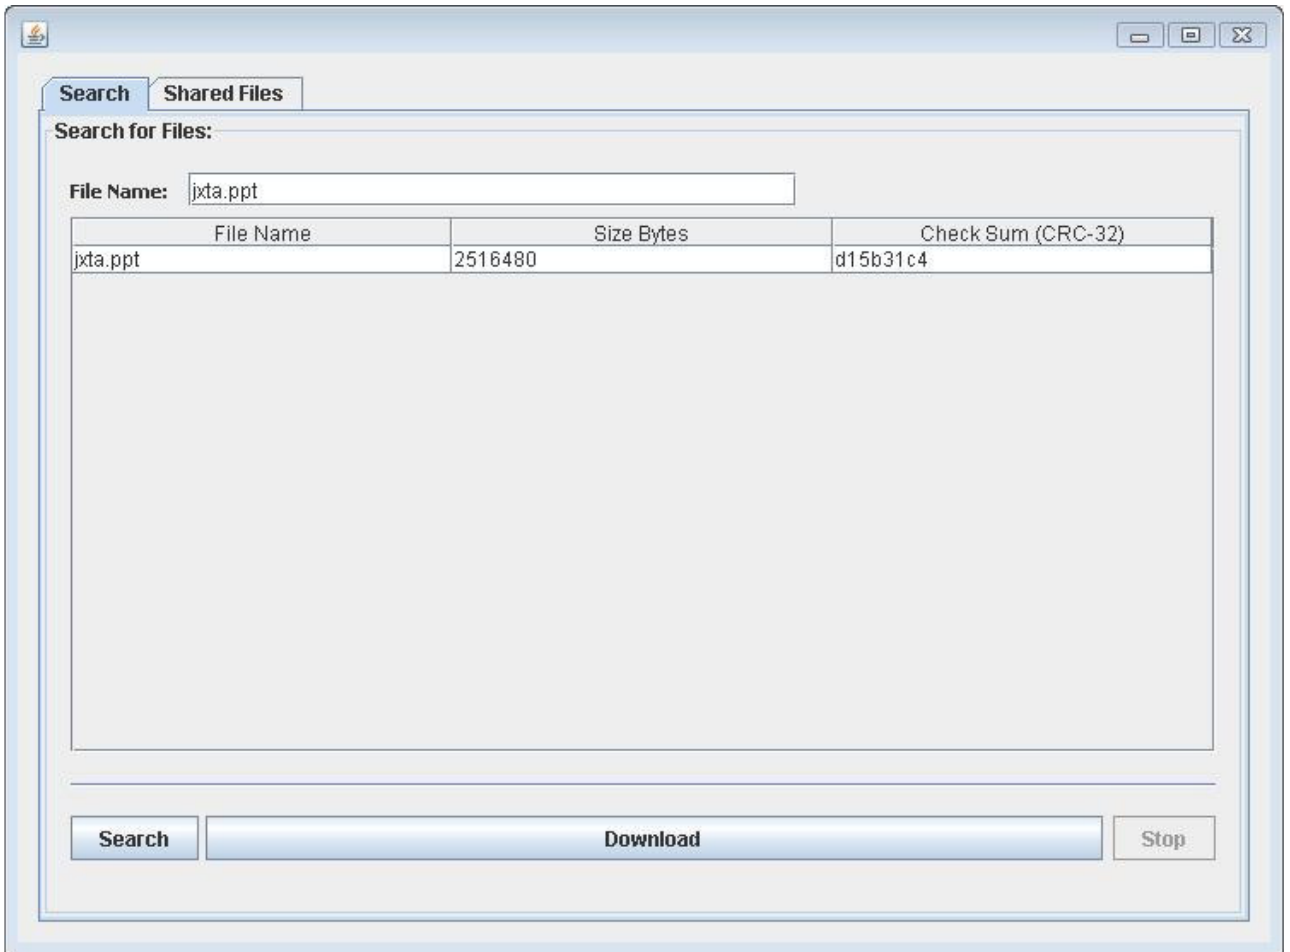 Search Shared Files
Search for Files:
File Name: jxta.ppt
File Name Size Bytes Check Sum (CRC-32)
jxta.ppt 2516480 d15b31c4
Search Download Stop